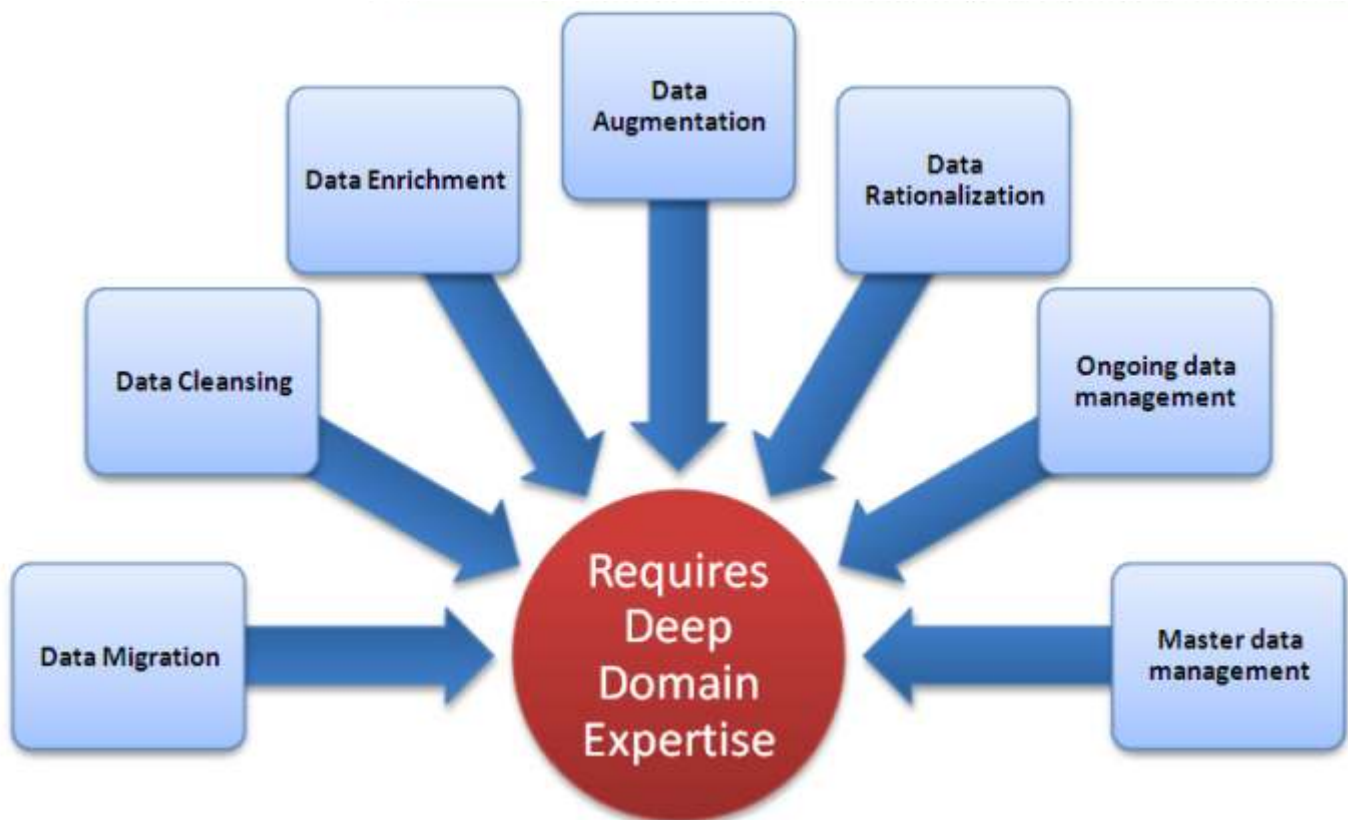 Data
Augmentation
Data Enrichment
Data
Rationalization
Data Cleansing
Ongoing data
management
Data Migration
Requires
Deep
Domain
Expertise
Master data
management